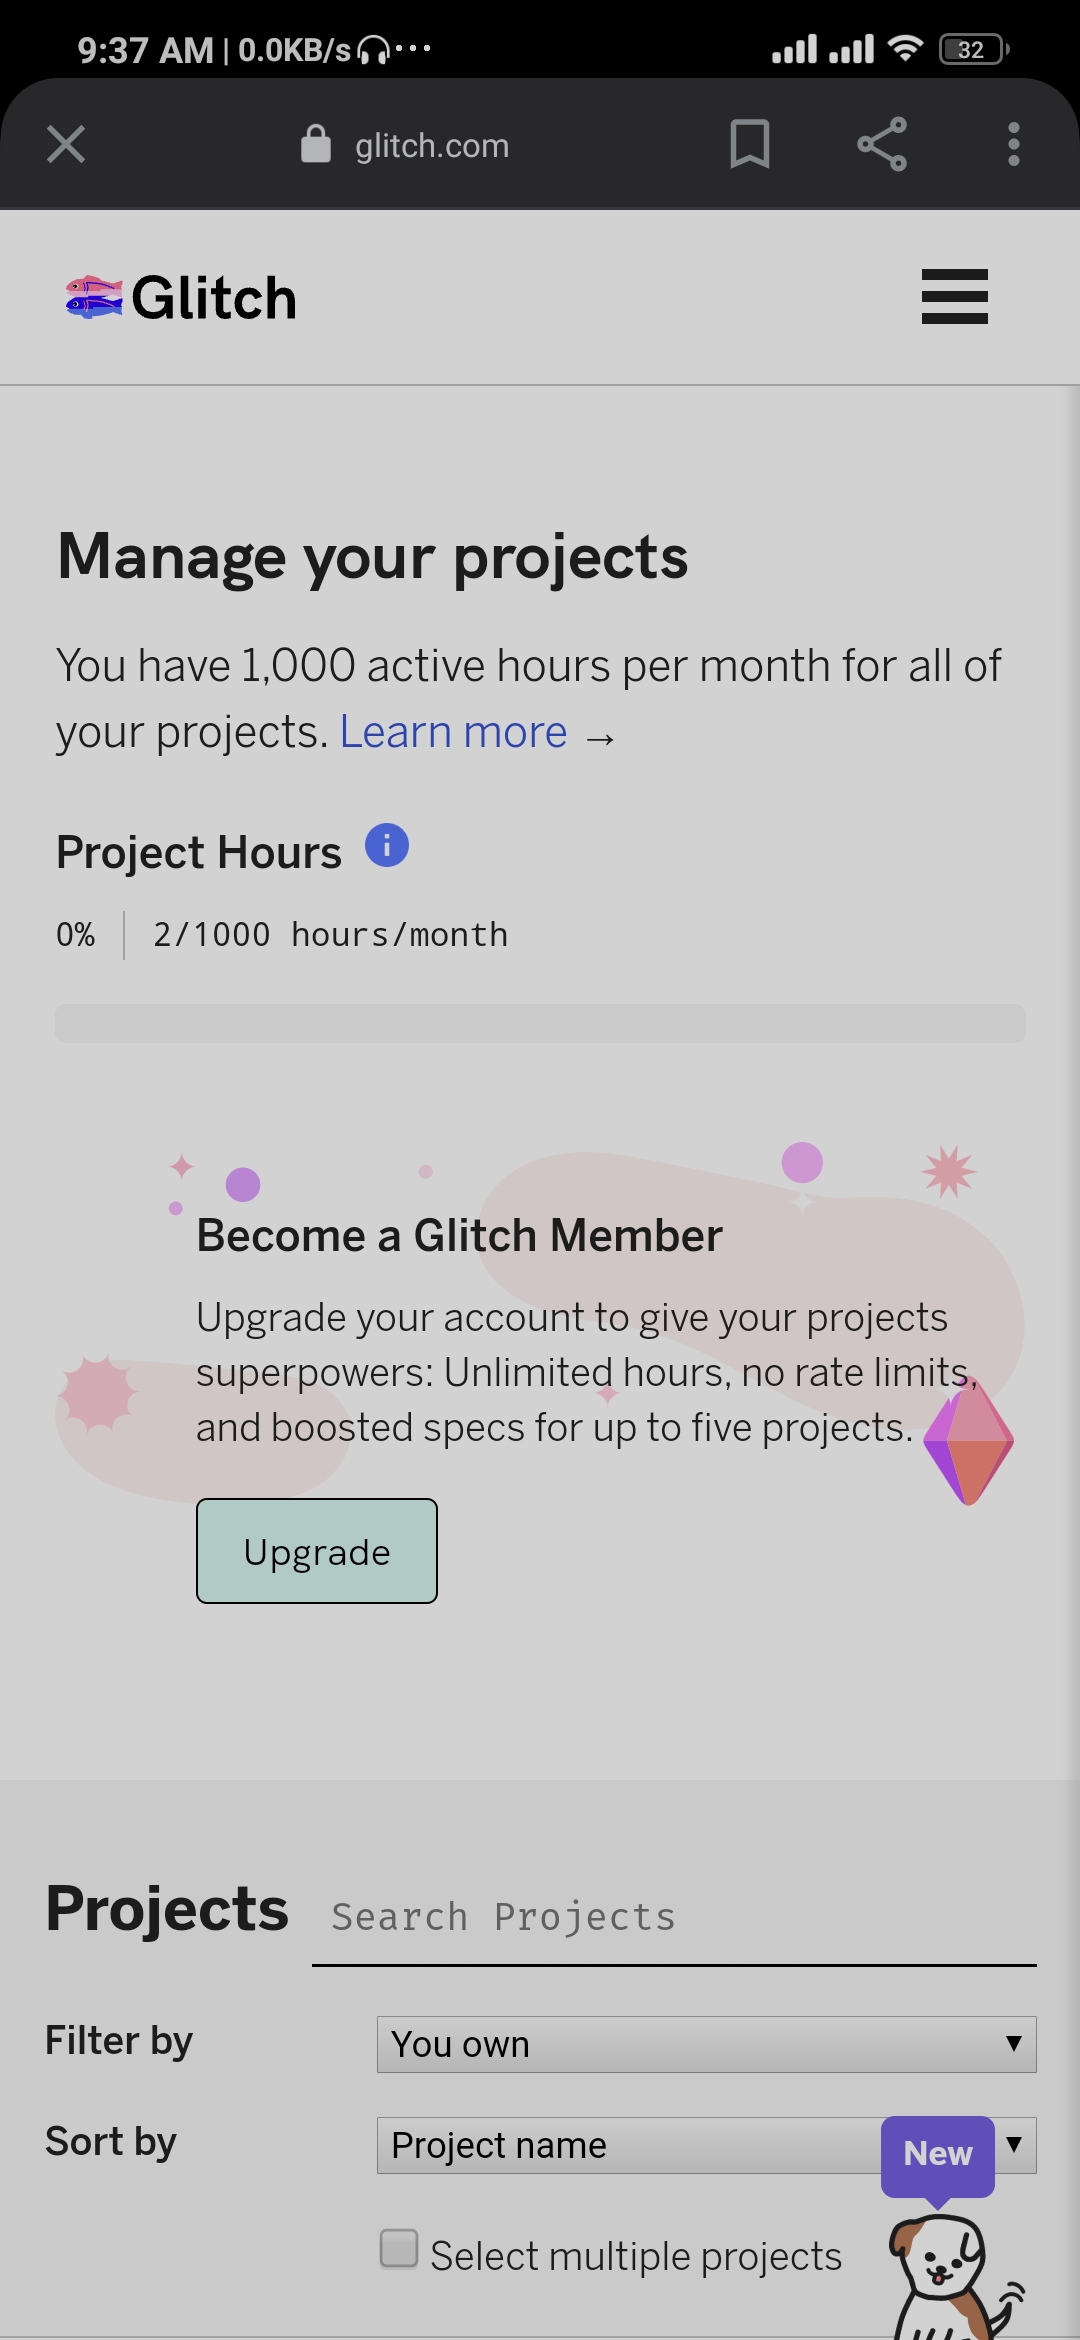 9:37 AM | 0.0KB/s ...
32
glitch.com
Glitch
Manage your projects
You have 1,000 active hours per month for all of
your projects. Learn more →
Project Hours i
0% | 2/1000 hours/month
Become a Glitch Member
Upgrade your account to give your projects
superpowers: Unlimited hours, no rate limits,
and boosted specs for up to five projects.
Upgrade
Projects Search Projects
Filter by You own
Sort by Project name
New
Select multiple projects